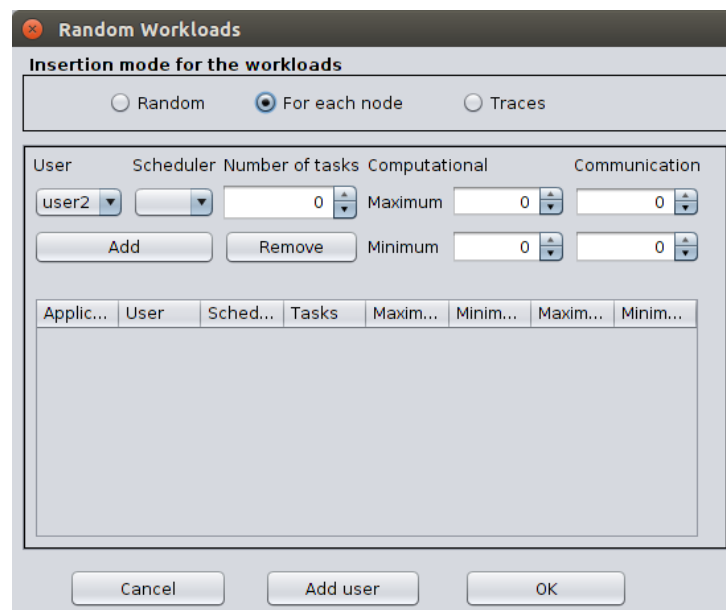 Random Workloads
Insertion mode for the workloads
Random For each node Traces
User Scheduler Number of tasks Computational Communication
user2 0 Maximum 0 0
Add Remove Minimum 0 0
Applic... User Sched... Tasks Maxim... Minim... Maxim... Minim...
Cancel Add user OK